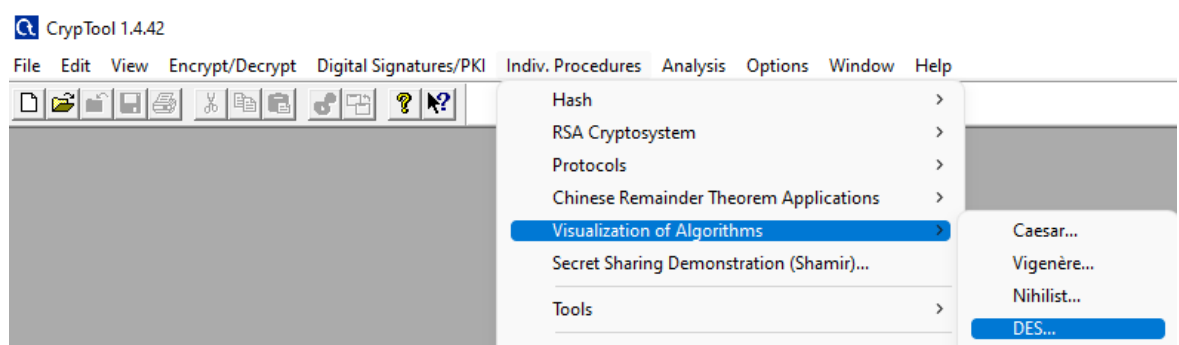 CrypTool 1.4.42
File Edit View Encrypt/Decrypt Digital Signatures/PKI Indiv. Procedures Analysis Options Window Help
Hash
RSA Cryptosystem
Protocols
Chinese Remainder Theorem Applications
Visualization of Algorithms
Caesar...
Secret Sharing Demonstration (Shamir)...
Vigenère...
Nihilist...
Tools
DES...